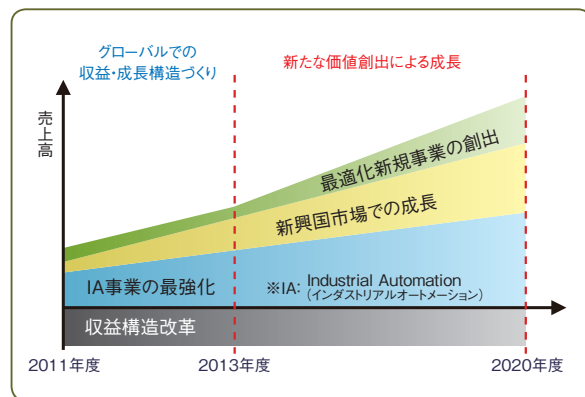 グローバルでの
収益・成長構造づくり
新たな価値創出による成長
売上高
最適化新規事業の創出
新興国市場での成長
IA事業の最強化
※IA: Industrial Automation
(インダストリアルオートメーション)
収益構造改革
2011年度
2013年度
2020年度